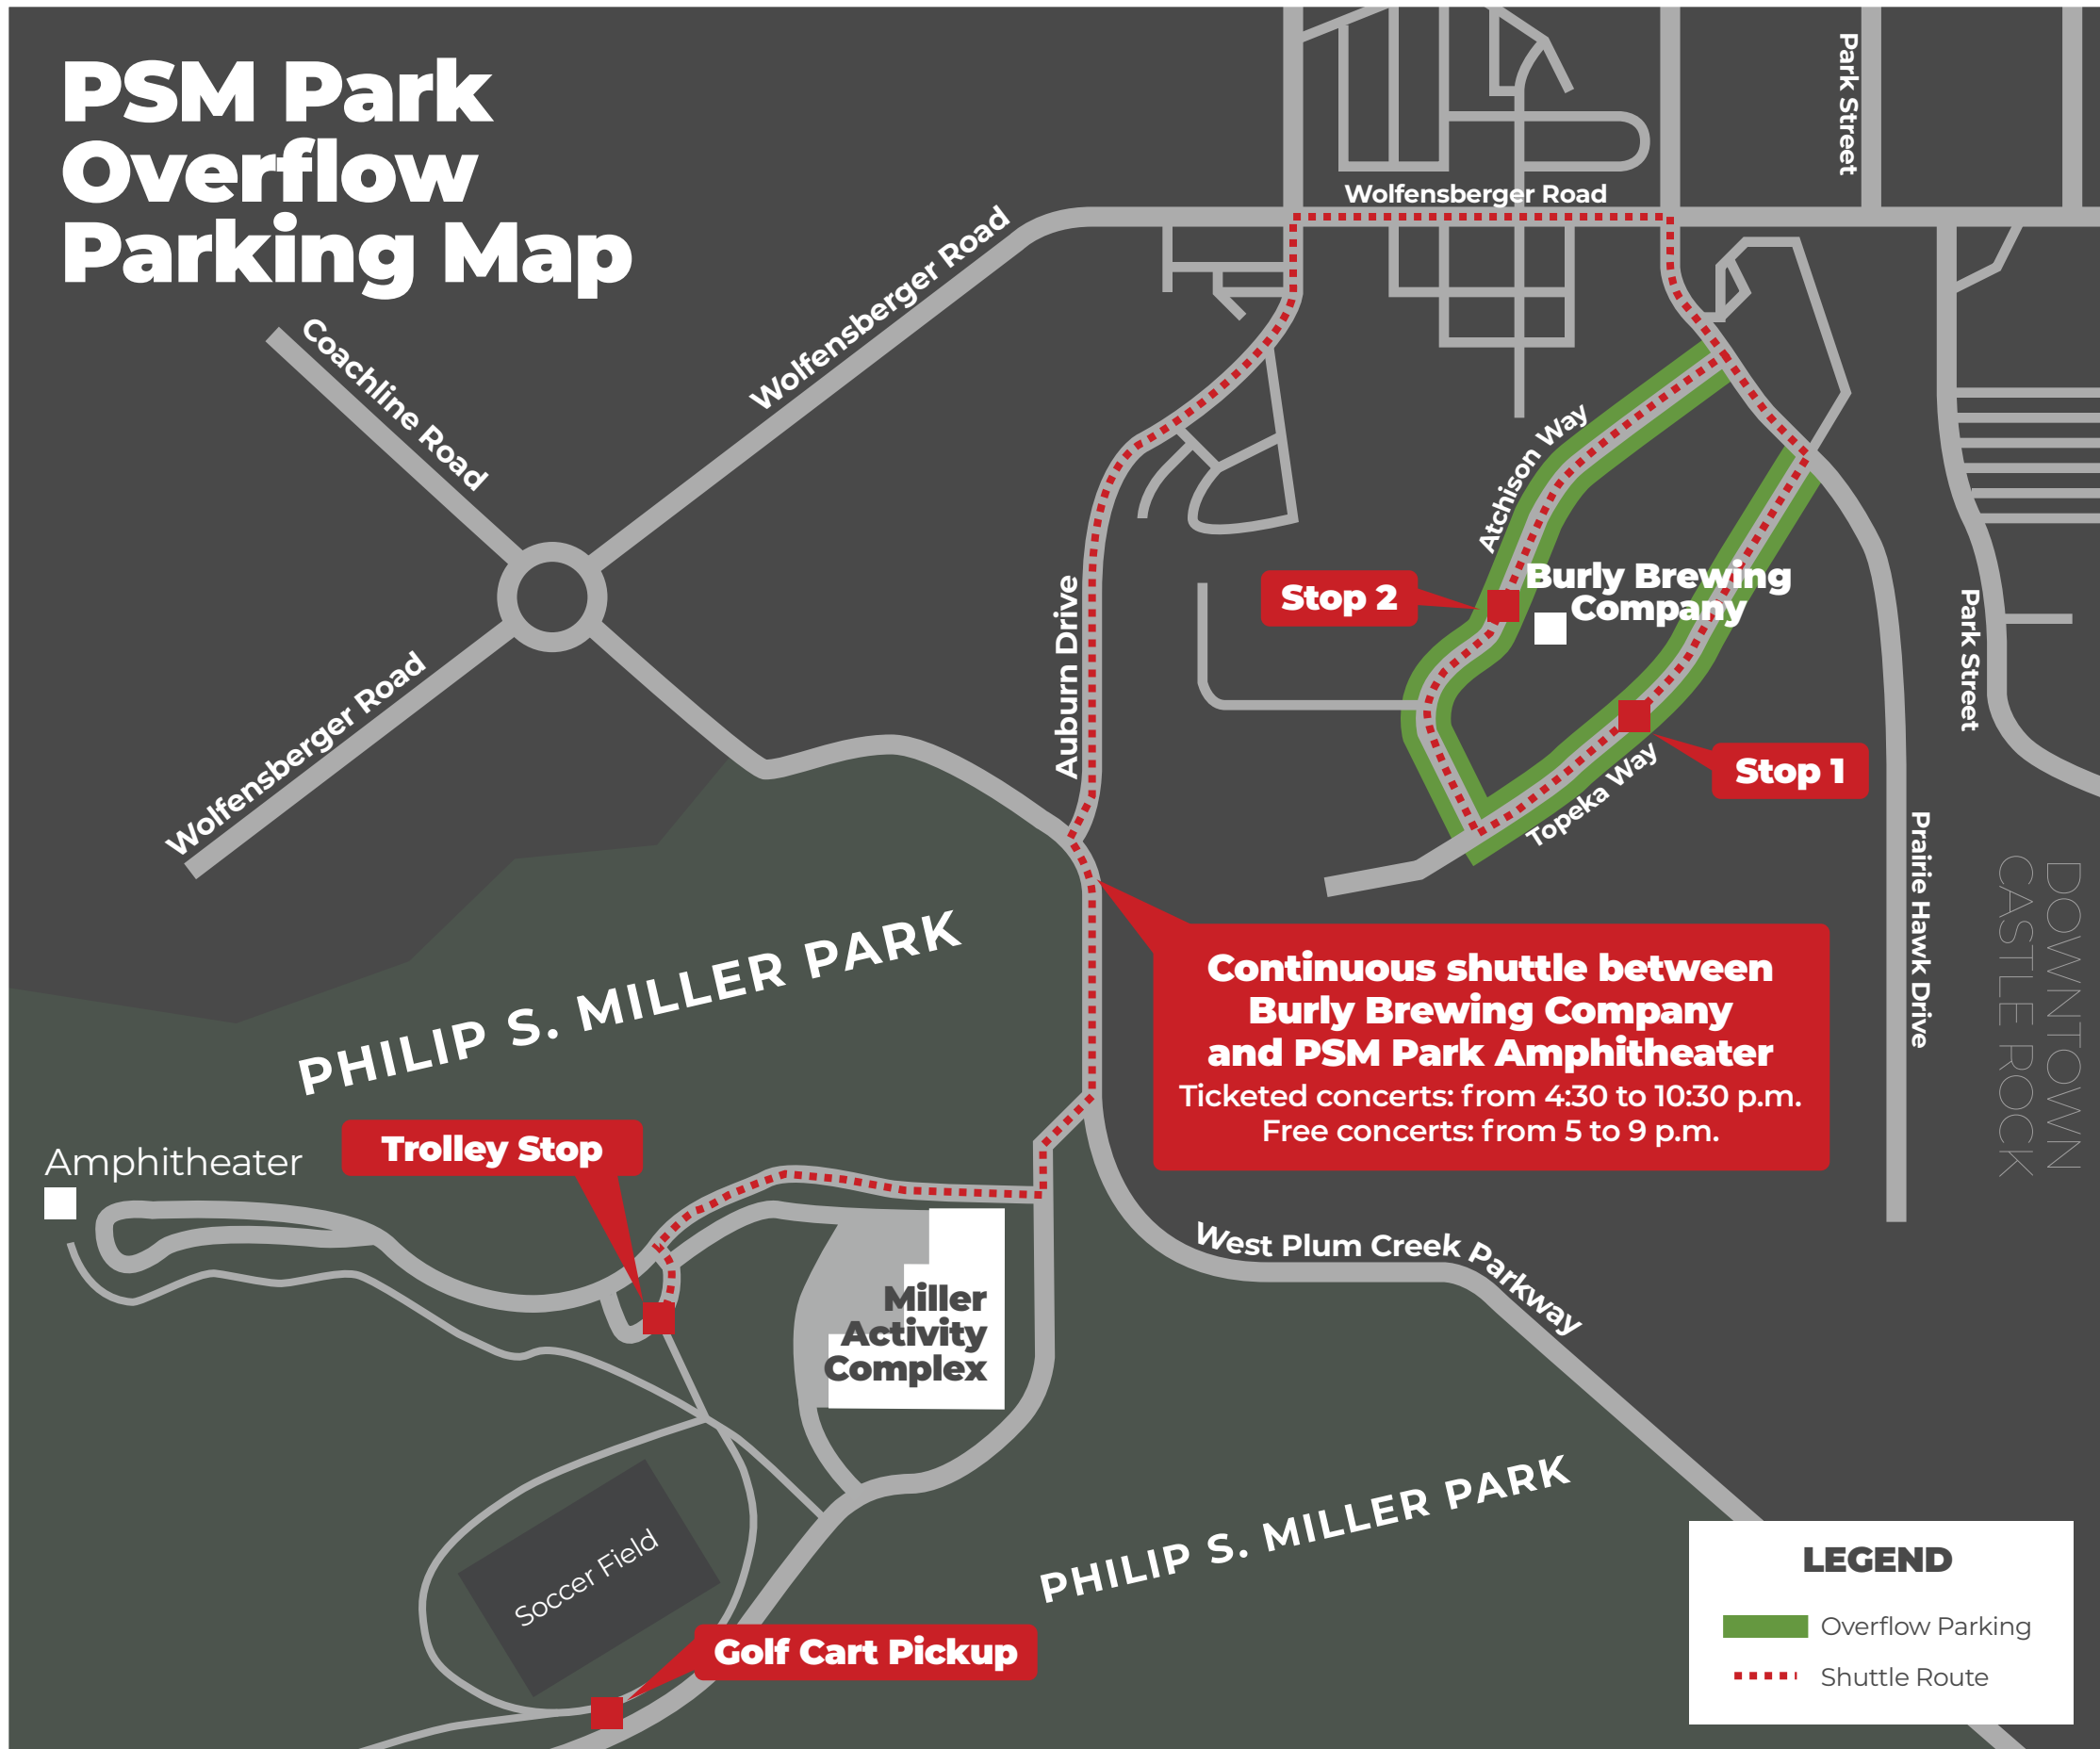 PSM Park
Overflow
Parking Map
Park Street
Wolfensberger Road
Wolfensberger Road
Coachline Road
Atchison Way
Burly Brewing
Company
Stop 2
Auburn Drive
Park Street
Wolfensberger Road
Stop 1
Topeka Way
Prairie Hawk Drive
DOWNTOWN
CASTLE ROCK
PHILIP S. MILLER PARK
Continuous shuttle between
Burly Brewing Company
and PSM Park Amphitheater
Ticketed concerts: from 4:30 to 10:30 p.m.
Free concerts: from 5 to 9 p.m.
Trolley Stop
Amphitheater
West Plum Creek Parkway
Miller
Activity
Complex
PHILIP S. MILLER PARK
Soccer Field
Golf Cart Pickup
LEGEND
Overflow Parking
Shuttle Route